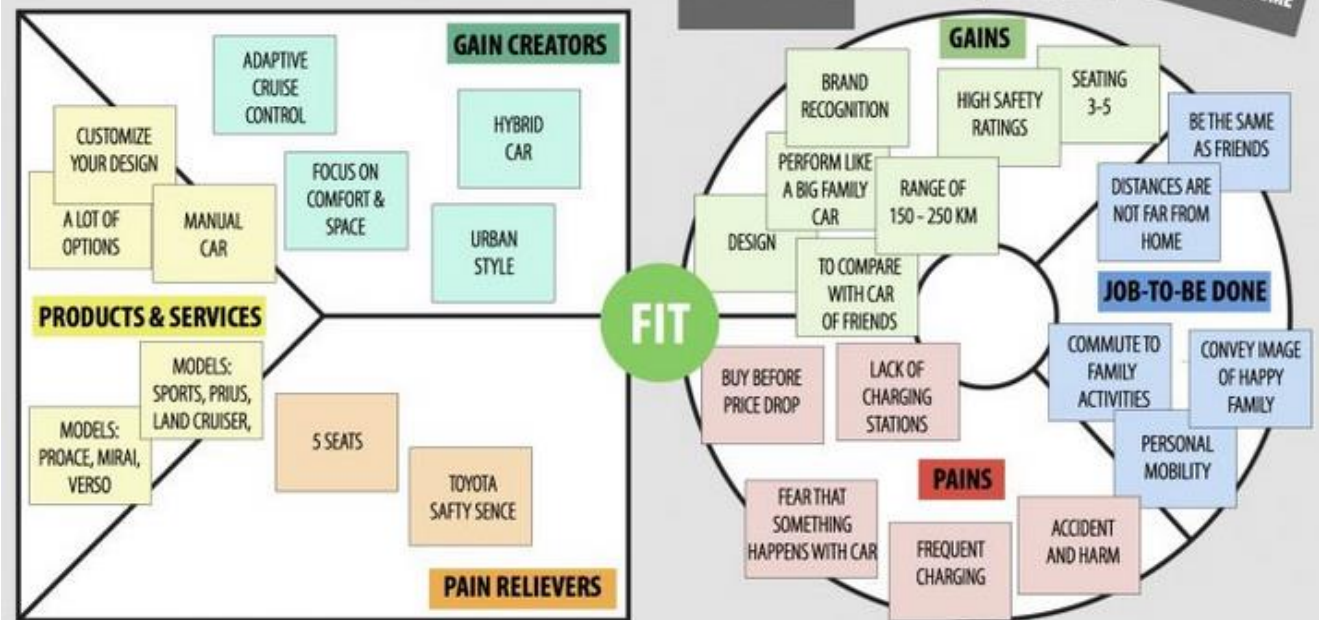 GAIN CREATORS
ADAPTIVE
CRUISE
CONTROL
HYBRID
CAR
FOCUS ON
COMFORT &
SPACE
URBAN
STYLE
CUSTOMIZE
YOUR DESIGN
A LOT OF
OPTIONS
MANUAL
CAR
PRODUCTS & SERVICES
MODELS:
SPORTS, PRIUS,
LAND CRUISER,
MODELS:
PROACE, MIRAI,
VERSO
5 SEATS
TOYOTA
SAFTY SENCE
PAIN RELIEVERS
FIT
GAINS
BRAND
RECOGNITION
HIGH SAFETY
RATINGS
SEATING
3-5
PERFORM LIKE
A BIG FAMILY
CAR
RANGE OF
150 - 250 KM
DESIGN
TO COMPARE
WITH CAR
OF FRIENDS
BE THE SAME
AS FRIENDS
DISTANCES ARE
NOT FAR FROM
HOME
JOB-TO-BE DONE
COMMUTE TO
FAMILY
ACTIVITIES
CONVEY IMAGE
OF HAPPY
FAMILY
PERSONAL
MOBILITY
BUY BEFORE
PRICE DROP
LACK OF
CHARGING
STATIONS
PAINS
FEAR THAT
SOMETHING
HAPPENS WITH CAR
FREQUENT
CHARGING
ACCIDENT
AND HARM